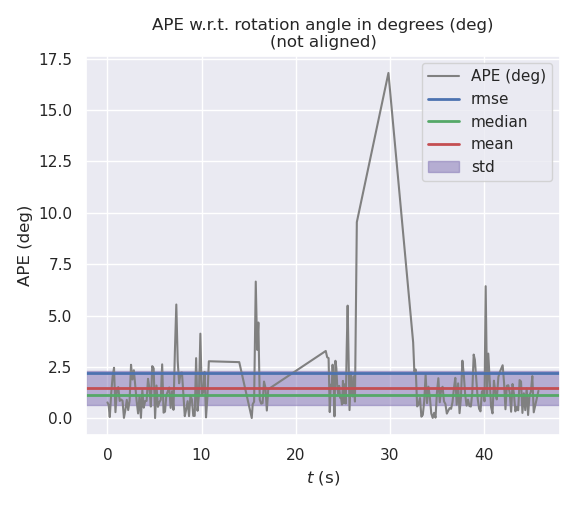 APE w.r.t. rotation angle in degrees (deg)
(not aligned)
17.5
15.0
12.5
10.0
7.5
5.0
2.5
0.0
APE (deg)
APE (deg)
rmse
median
mean
std
0
10
20
30
40
t (s)